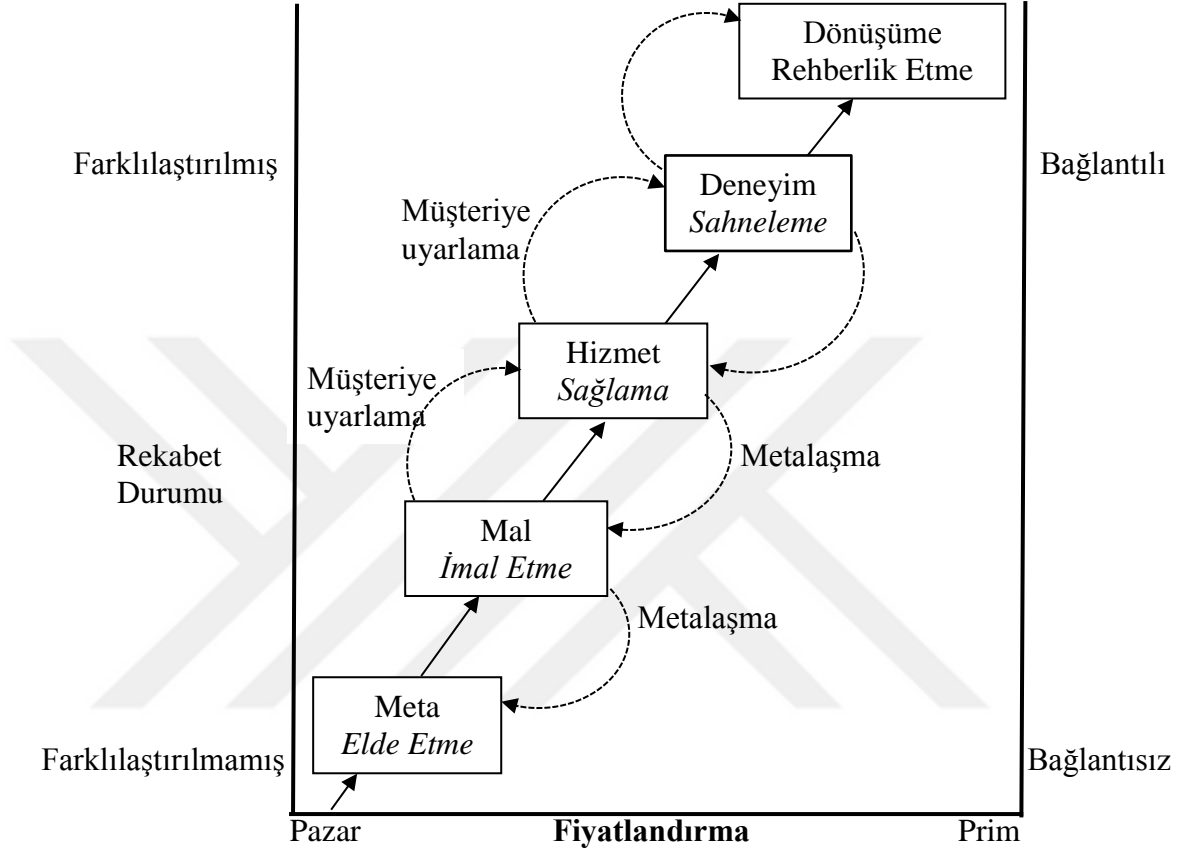 Dönüşüme
Rehberlik Etme
Farklılaştırılmış
Bağlantılı
Deneyim
Sahneleme
Müşteriye
uyarlama
Hizmet
Sağlama
Müşteriye
uyarlama
Rekabet
Durumu
Metalaşma
Mal
İmal Etme
Metalaşma
Meta
Elde Etme
Farklılaştırılmamış
Bağlantısız
Pazar
Fiyatlandırma
Prim